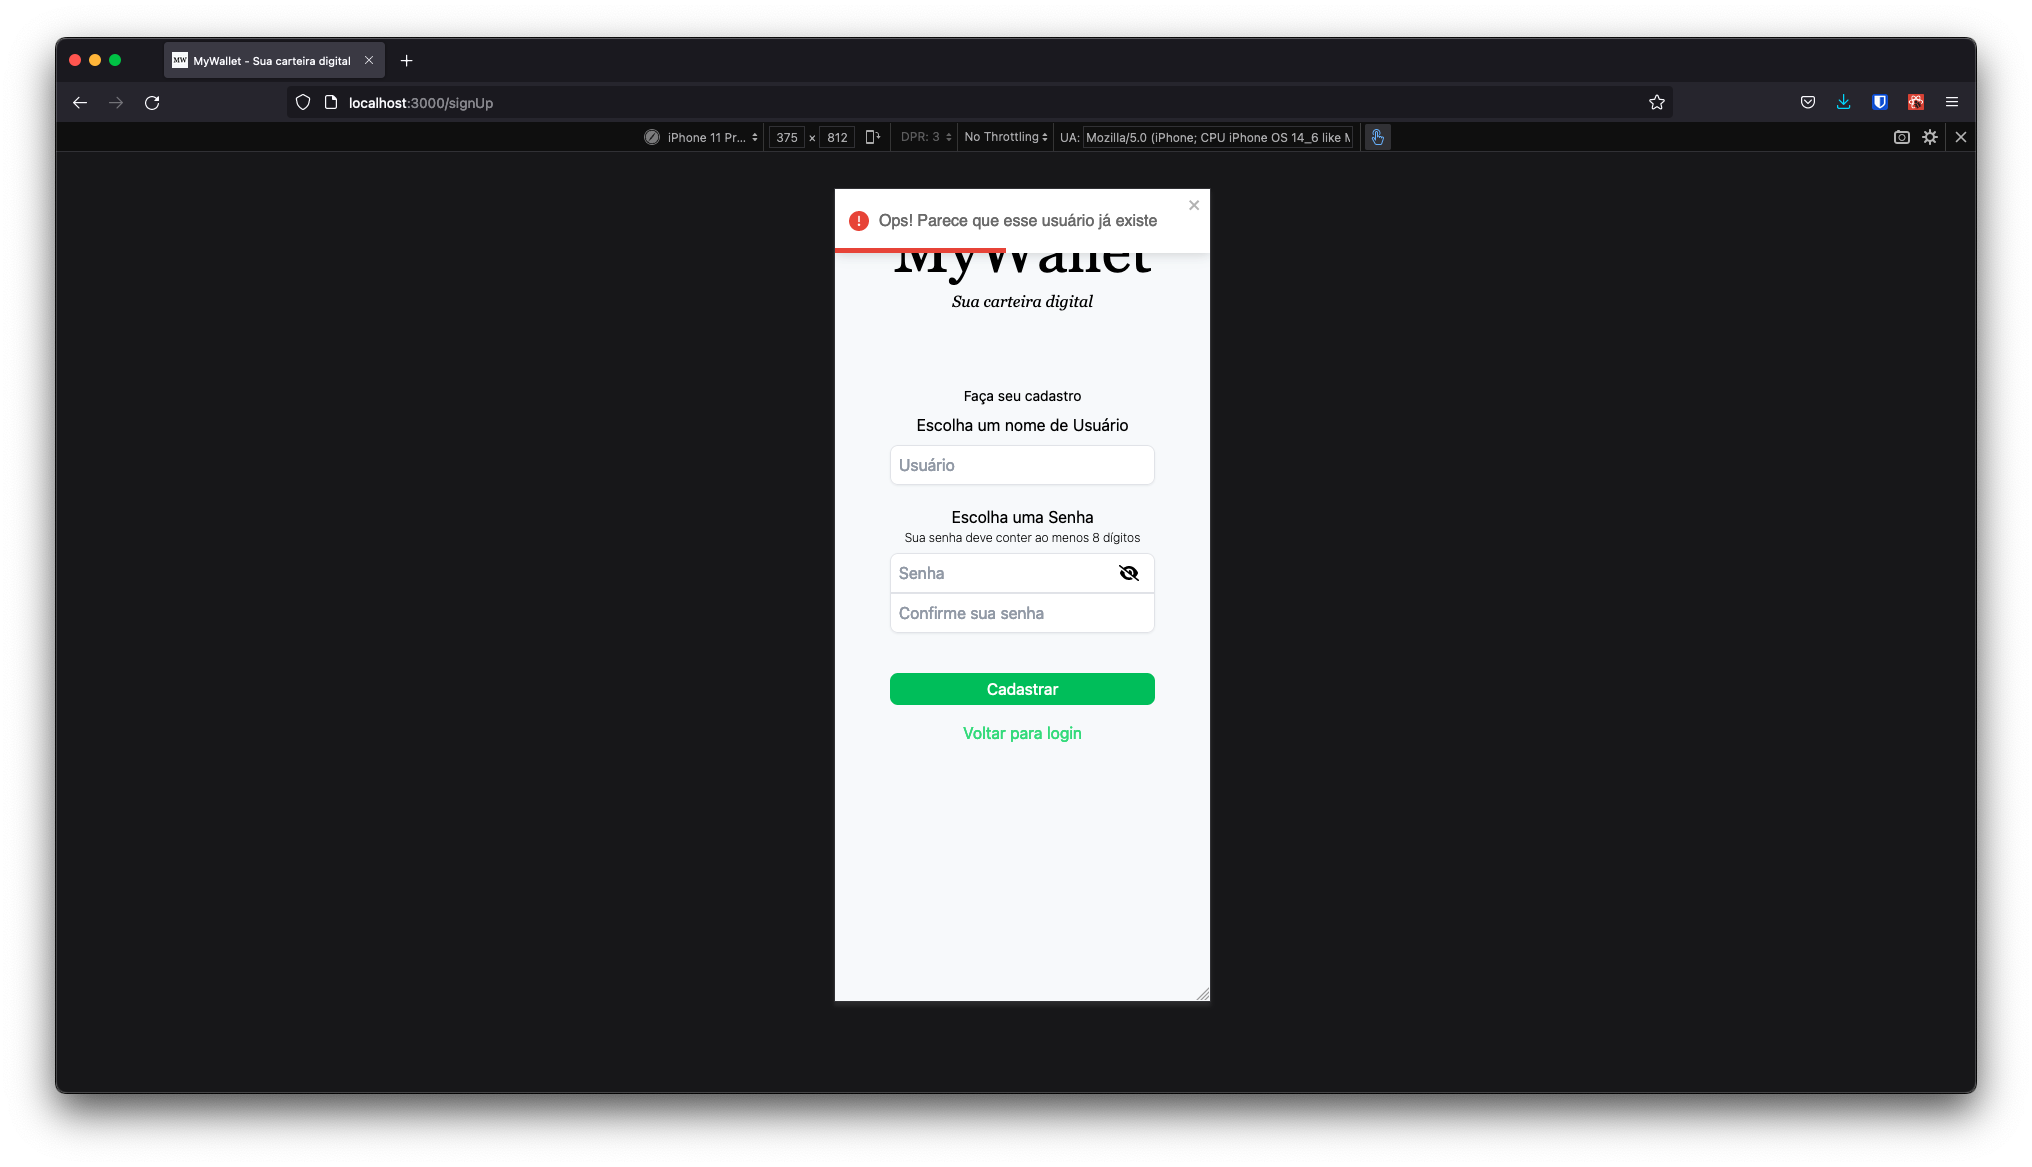 MW MyWallet - Sua carteira digital
localhost:3000/signUp
iPhone 11 Pr... 375 × 812 DPR: 3 No Throttling UA: Mozilla/5.0 (iPhone; CPU iPhone OS 14_6 like M
Ops! Parece que esse usuário já existe
MyWallet
Sua carteira digital
Faça seu cadastro
Escolha um nome de Usuário
Usuário
Escolha uma Senha
Sua senha deve conter ao menos 8 dígitos
Senha
Confirme sua senha
Cadastrar
Voltar para login